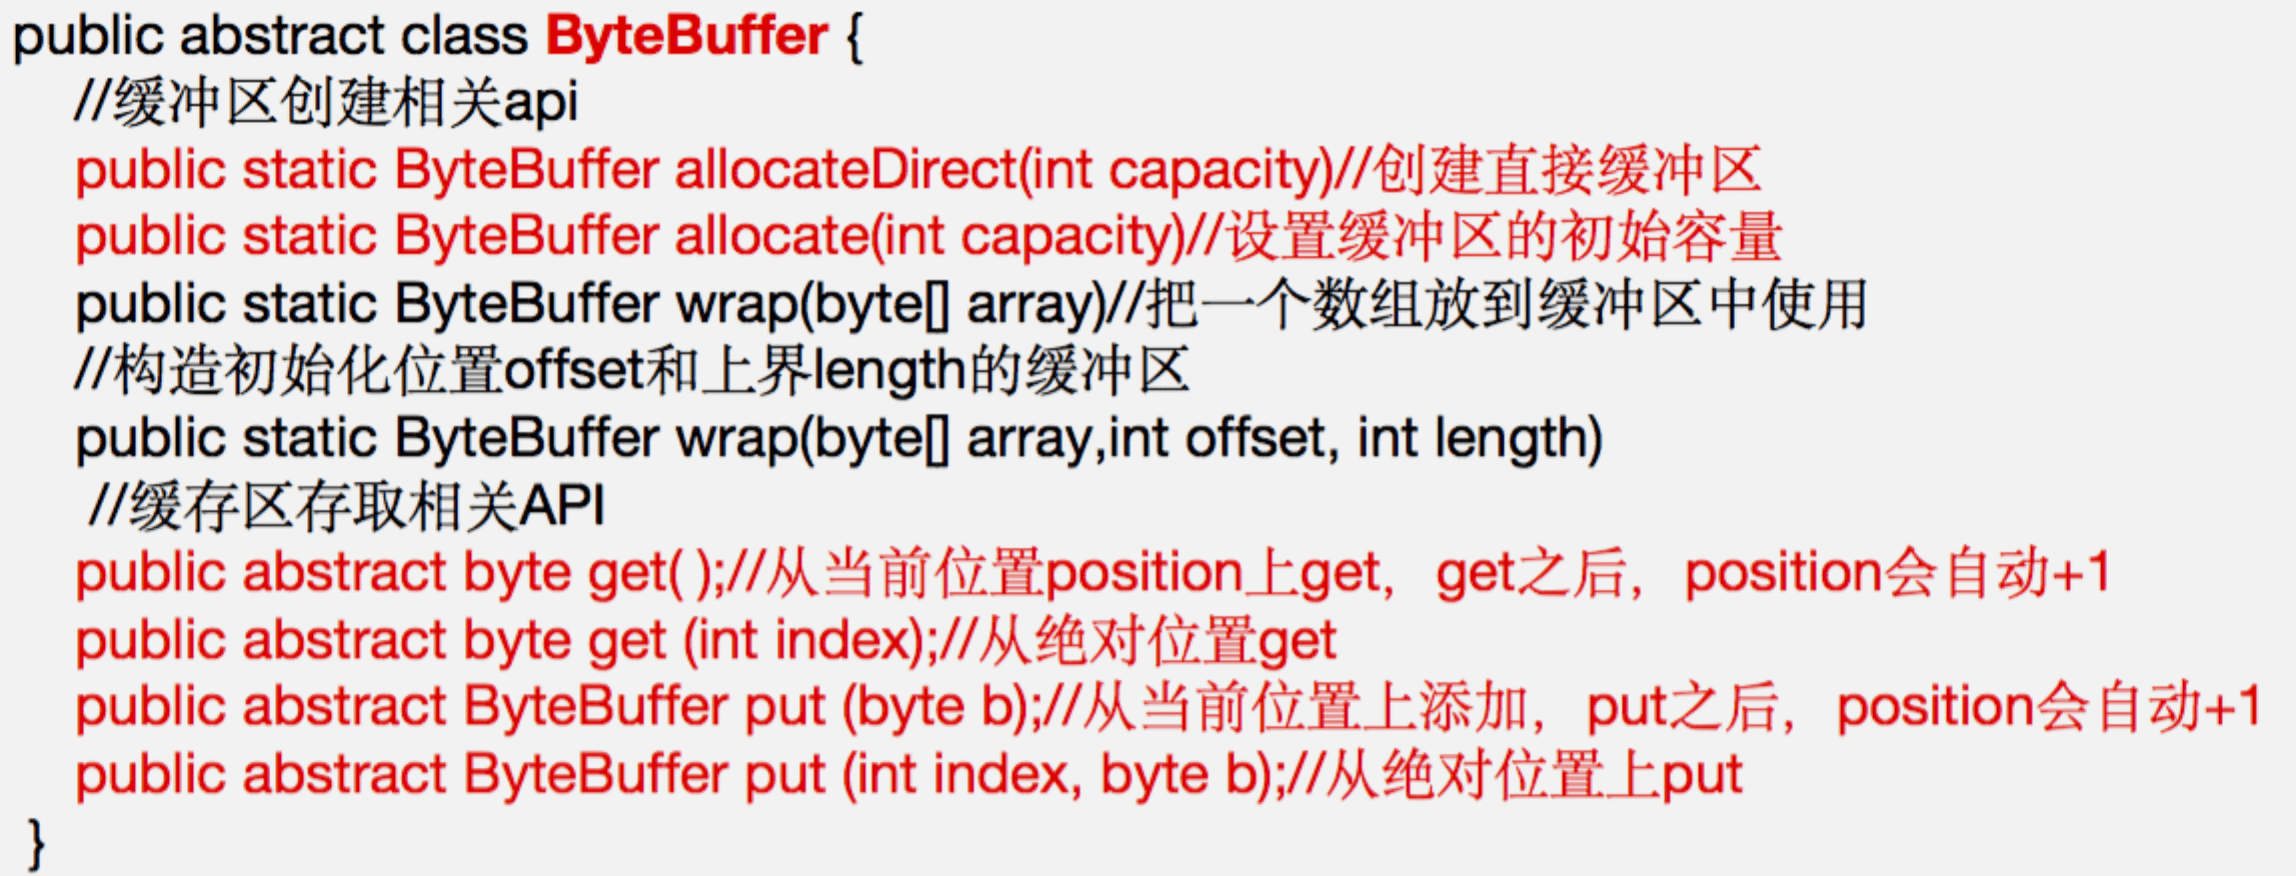 public abstract class ByteBuffer {
//缓冲区创建相关api
public static ByteBuffer allocateDirect(int capacity)//创建直接缓冲区
public static ByteBuffer allocate(int capacity)//设置缓冲区的初始容量
public static ByteBuffer wrap(byte[] array)//把一个数组放到缓冲区中使用
//构造初始化位置offset和上界length的缓冲区
public static ByteBuffer wrap(byte[] array,int offset, int length)
//缓存区存取相关API
public abstract byte get( );//从当前位置position上get，get之后，position会自动+1
public abstract byte get (int index);//从绝对位置get
public abstract ByteBuffer put (byte b);//从当前位置上添加，put之后，position会自动+1
public abstract ByteBuffer put (int index, byte b);//从绝对位置上put
}